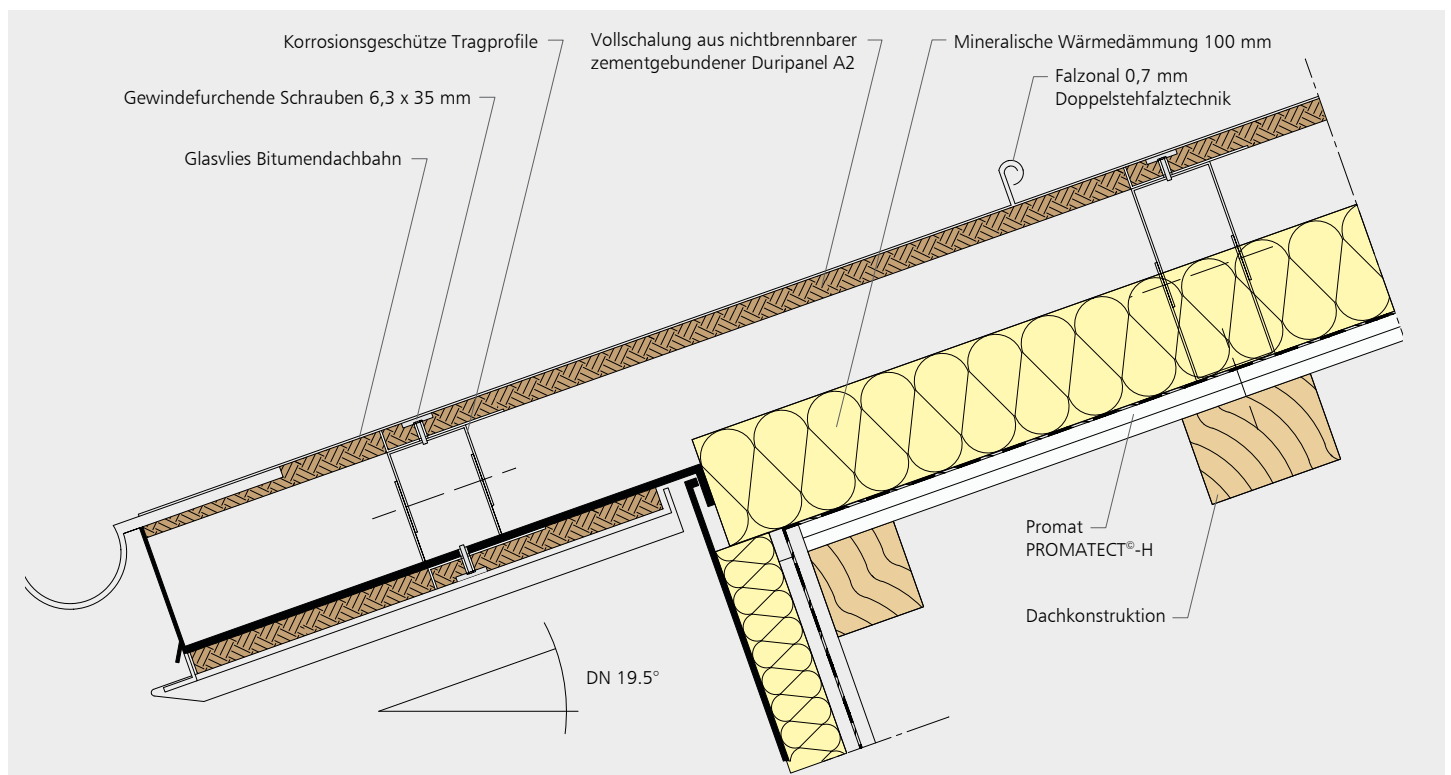 Korrosionsgeschütze Tragprofile
Vollschalung aus nichtbrennbarer
zementgebundener Duripanel A2
Mineralische Wärmedämmung 100 mm
Falzonal 0,7 mm
Doppelstehfalztechnik
Gewindefurchende Schrauben 6,3 x 35 mm
Glasvlies Bitumendachbahn
Promat
PROMATECT©-H
Dachkonstruktion
DN 19.5°